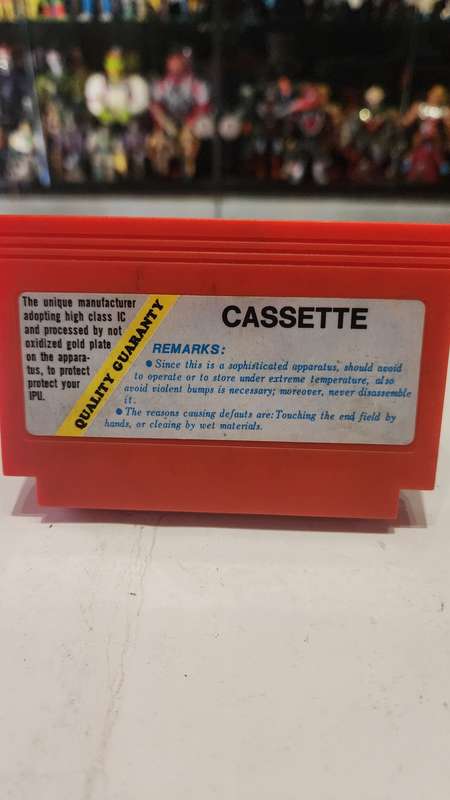 The unique manufacturer
adopting high class IC
and processed by not
oxidized gold plate
on the appara-
tus, to protect
protect your
IPU.
QUALITY GUARANTY
CASSETTE
REMARKS:
● Since this is a sophisticated apparatus, should avoid
to operate or to store under extreme temperature, also
avoid violent bumps is necessary; moreover, never disassemble
it.
● The reasons causing defauts are: Touching the end field by
hands, or cleaing by wet materials.